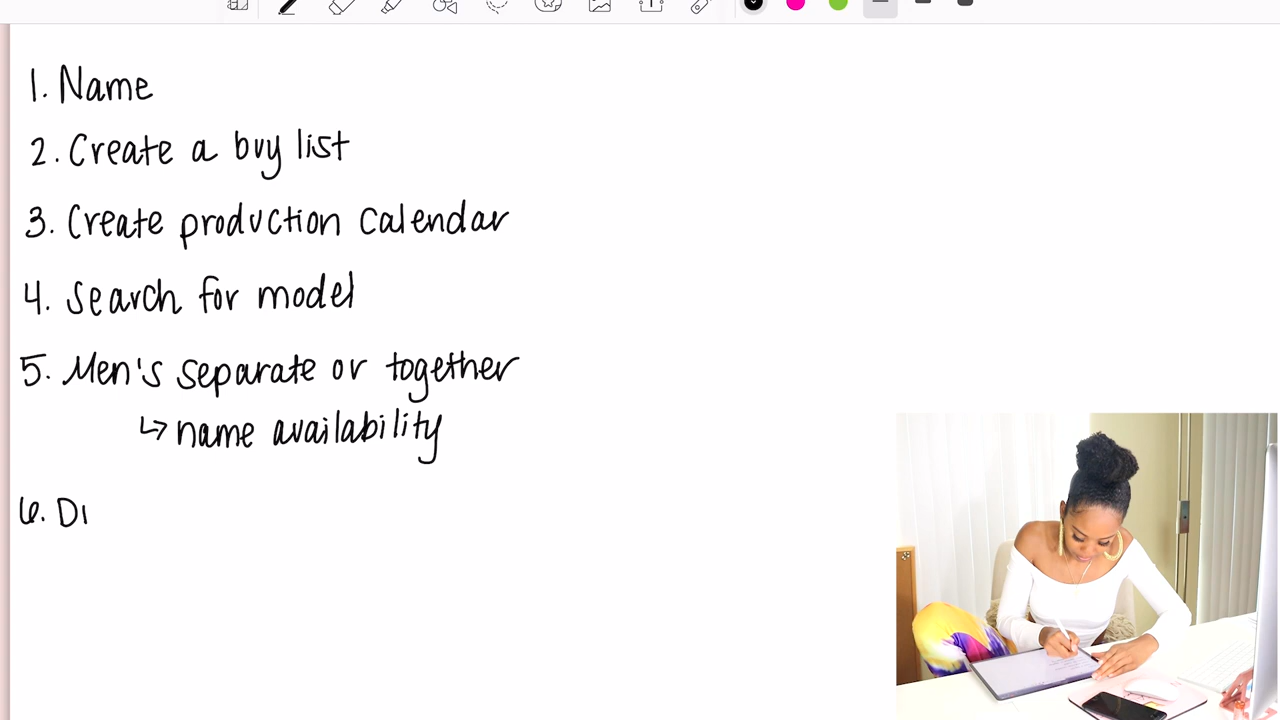 1. Name
2. Create a buy list
3. Create production calendar
4. Search for model
5. Men's separate or together
↳ name availability
6. Di